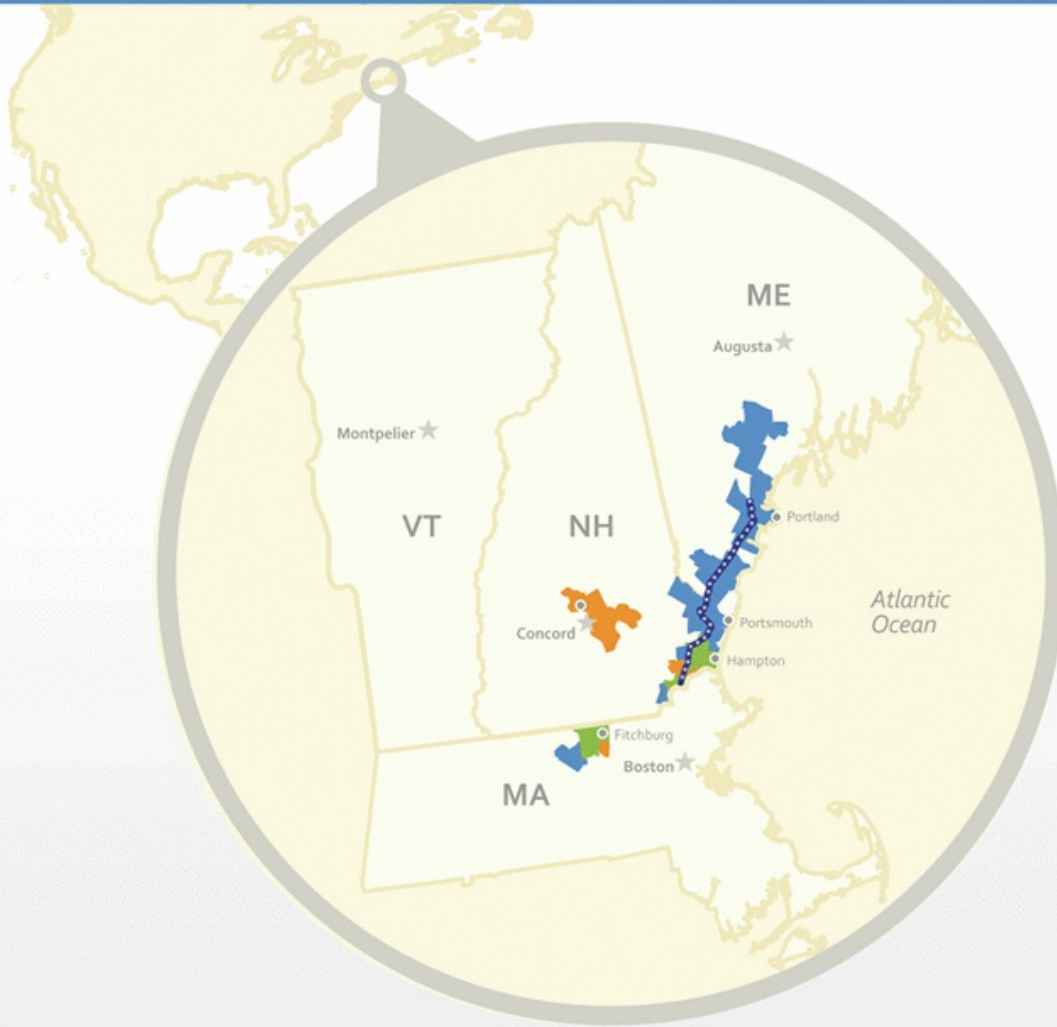 ME
Augusta
Montpelier
Portland
VT
NH
Atlantic
Ocean
Concord
Portsmouth
Hampton
Fitchburg
Boston
MA